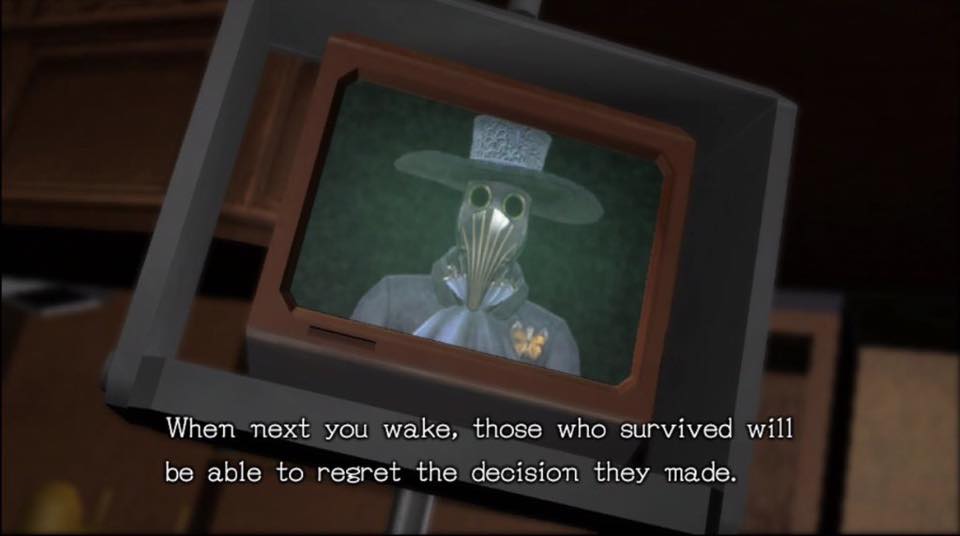 When next you wake, those who survived will
be able to regret the decision they made.